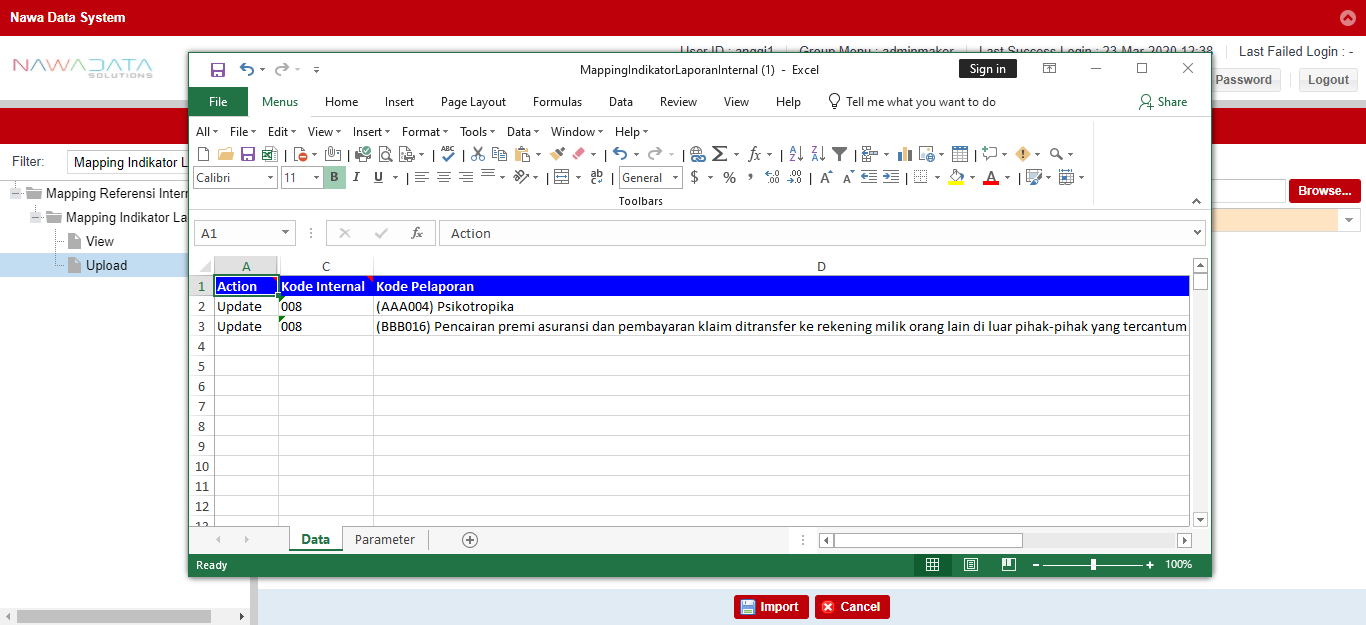 Nawa Data System
NAWADATA
SOLUTIONS
User ID : anggi1 Group Menu : adminmaker Last Success Login : 23 Mar 2020 12:38 Last Failed Login : -
Password Logout
Filter: Mapping Indikator L
Mapping Referensi Intern
Mapping Indikator La
View
Upload
Browse...
MappingIndikatorLaporanInternal (1) - Excel
Sign in
File Menus Home Insert Page Layout Formulas Data Review View Help Tell me what you want to do Share
All File Edit View Insert Format Tools Data Window Help
Calibri 11 B I U General $ % ,
Toolbars
A1 fx Action
A C D
1 Action Kode Internal Kode Pelaporan
2 Update 008 (AAA004) Psikotropika
3 Update 008 (BBB016) Pencairan premi asuransi dan pembayaran klaim ditransfer ke rekening milik orang lain di luar pihak-pihak yang tercantum
4
5
6
7
8
9
10
11
12
13
Data Parameter
Ready 100%
Import Cancel